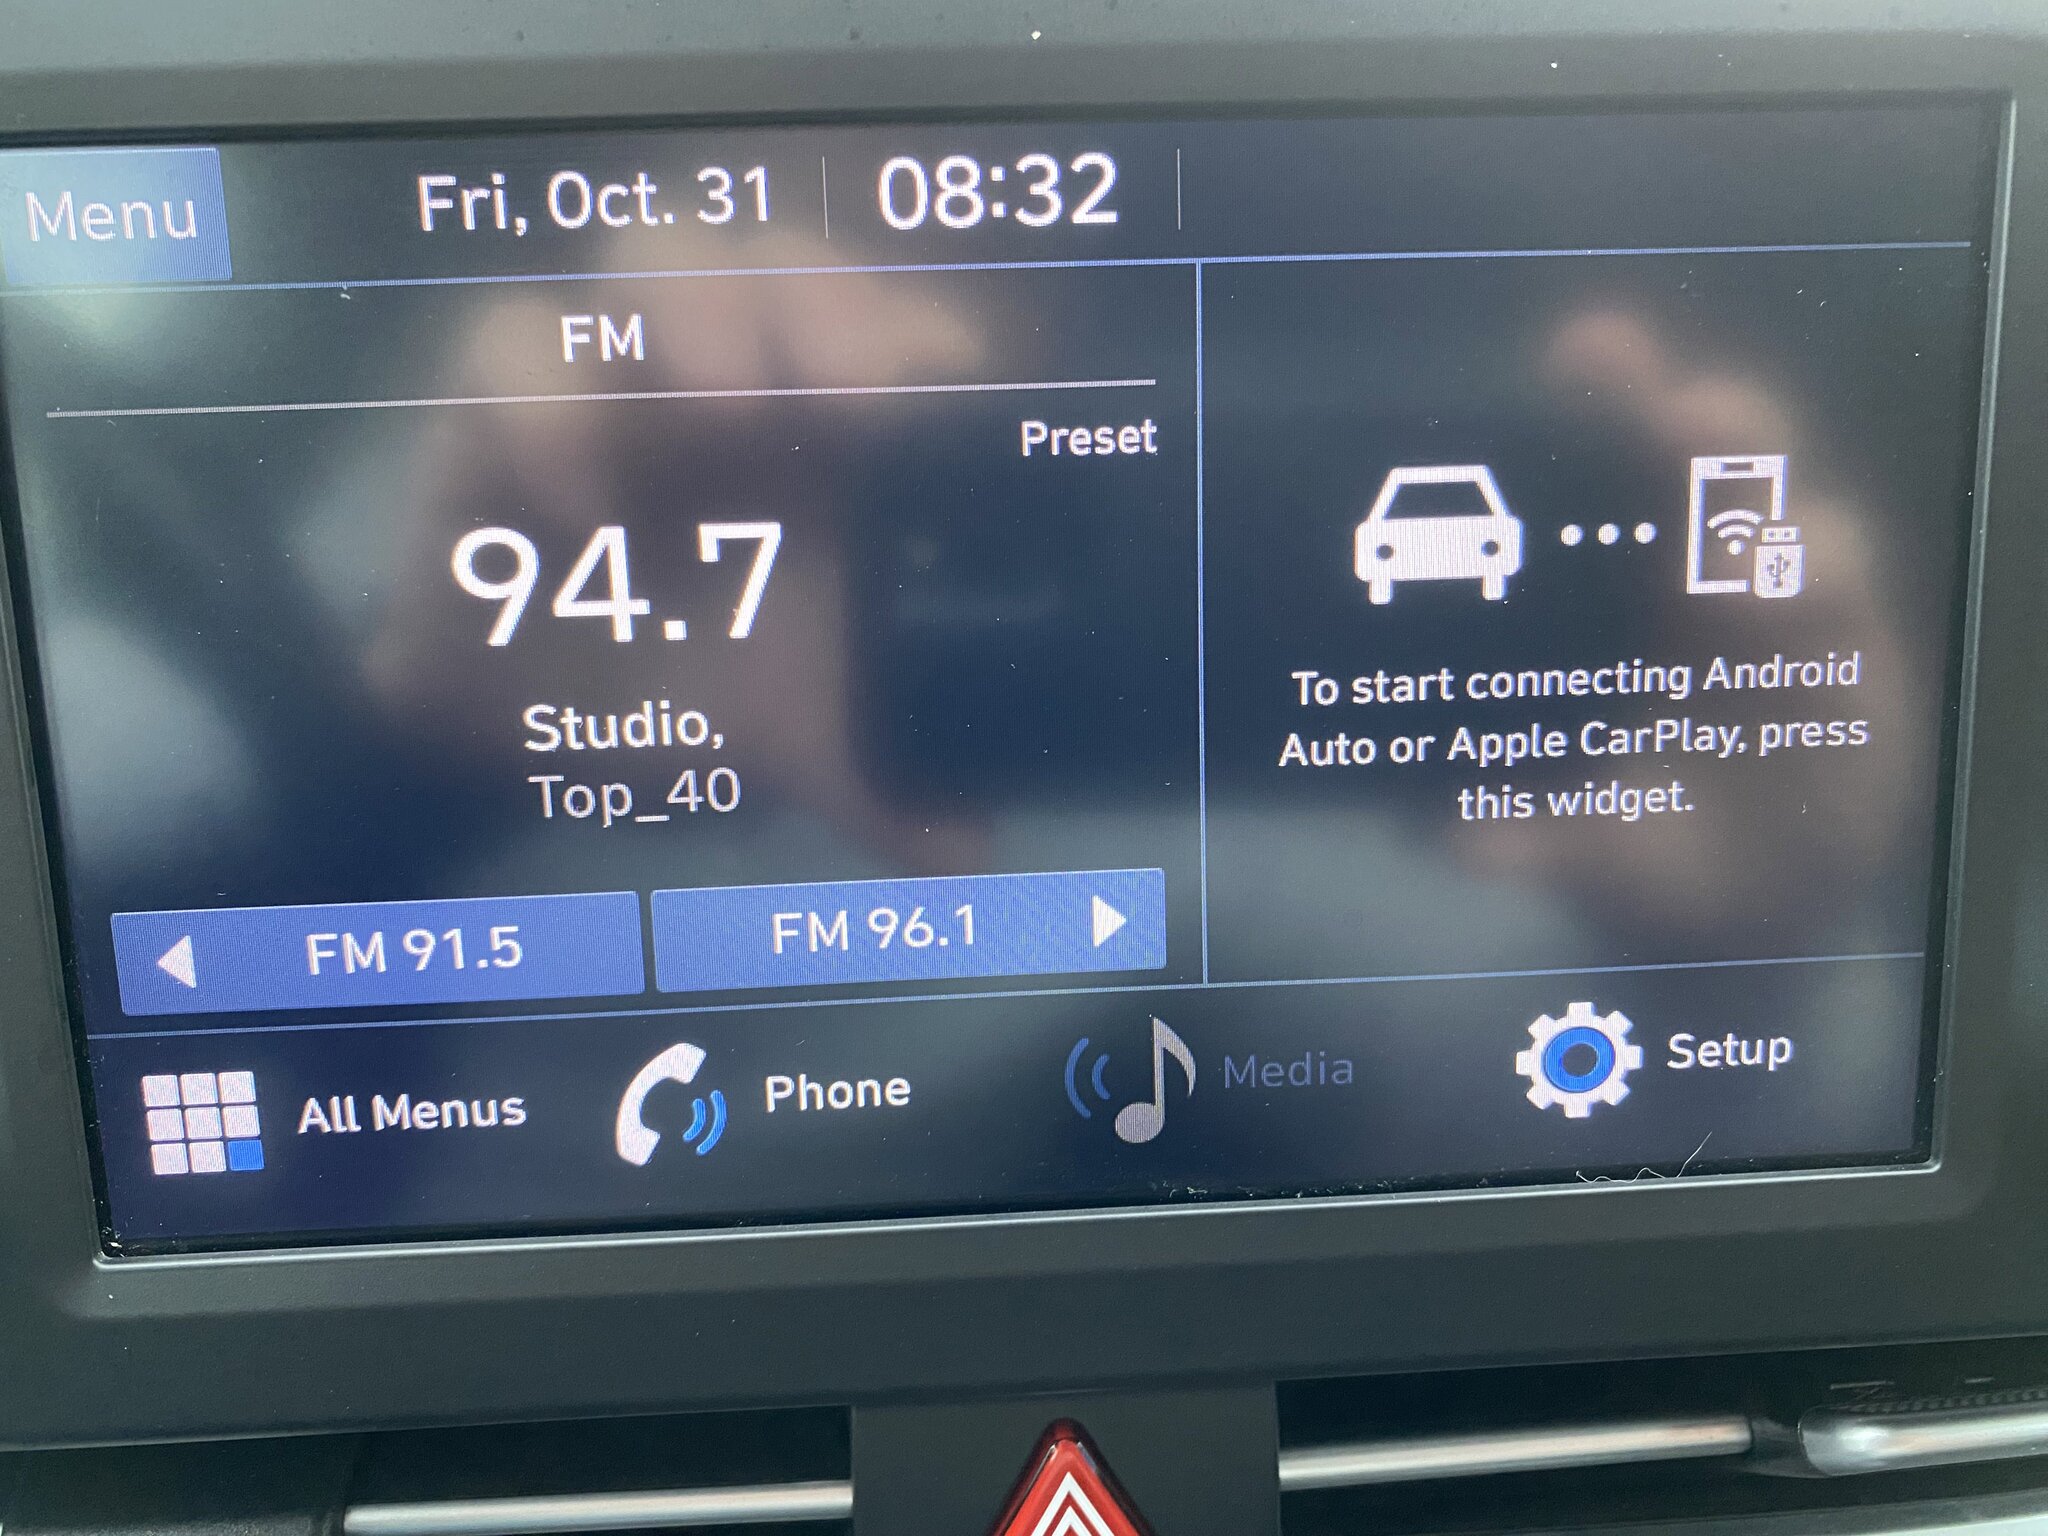 Menu
Fri, Oct. 31
08:32
FM
Preset
94.7
Studio,
Top_40
FM 91.5
FM 96.1
To start connecting Android
Auto or Apple CarPlay, press
this widget.
All Menus
Phone
Media
Setup